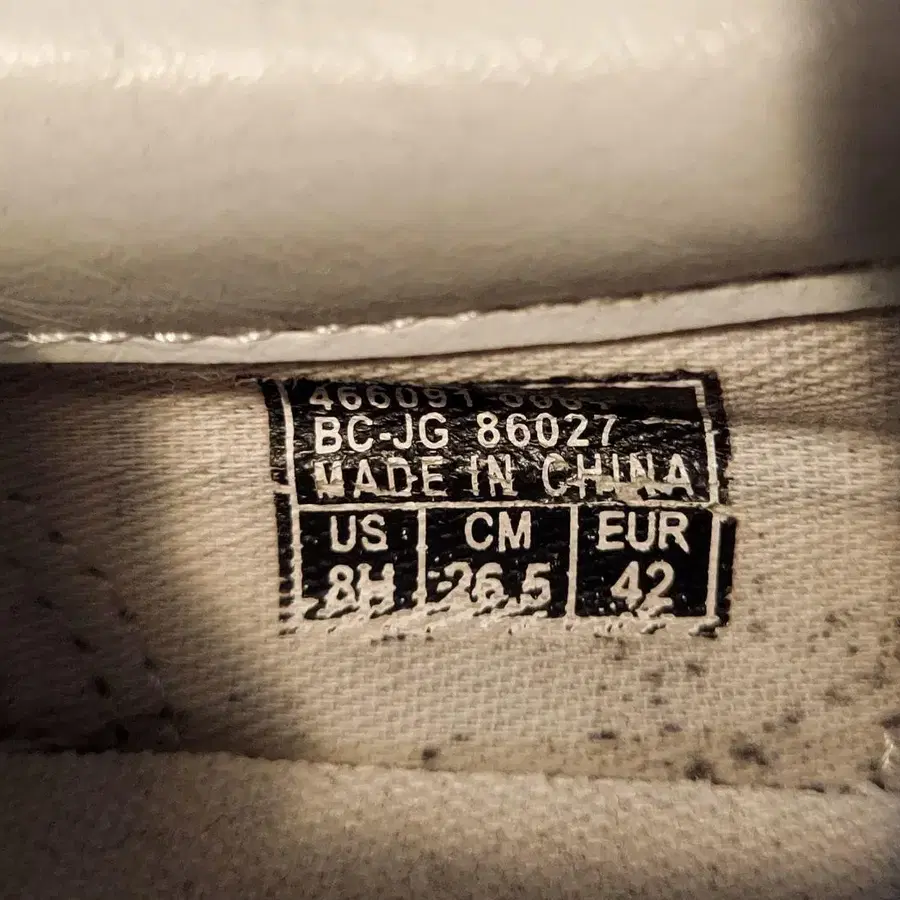 466091
BC-JG 86027
MADE IN CHINA
US CM EUR
8H 26.5 42